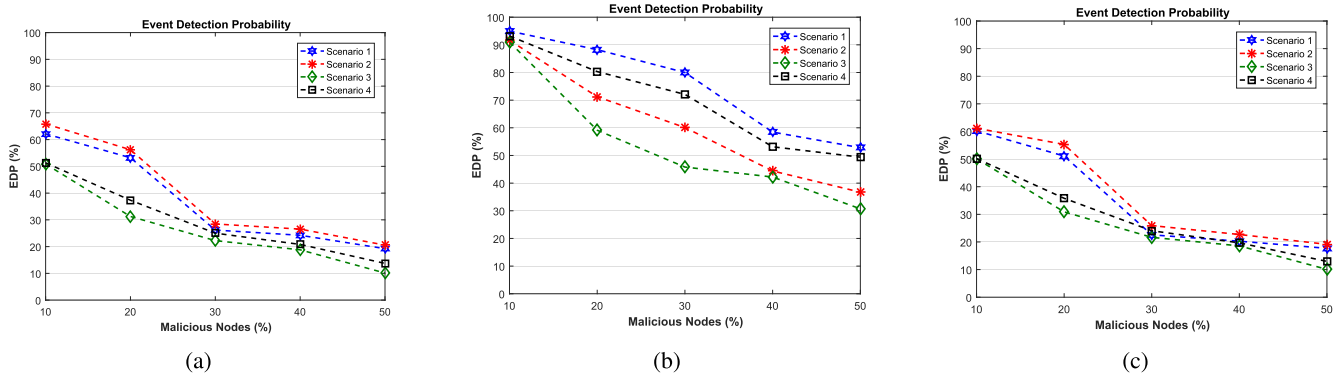 Event Detection Probability
100
90
80
70
60
50
40
30
20
10
0
EDP (%)
Scenario 1
Scenario 2
Scenario 3
Scenario 4
10 20 30 40 50
Malicious Nodes (%)
(a)
Event Detection Probability
100
90
80
70
60
50
40
30
20
10
0
EDP (%)
Scenario 1
Scenario 2
Scenario 3
Scenario 4
10 20 30 40 50
Malicious Nodes (%)
(b)
Event Detection Probability
100
90
80
70
60
50
40
30
20
10
0
EDP (%)
Scenario 1
Scenario 2
Scenario 3
Scenario 4
10 20 30 40 50
Malicious Nodes (%)
(c)